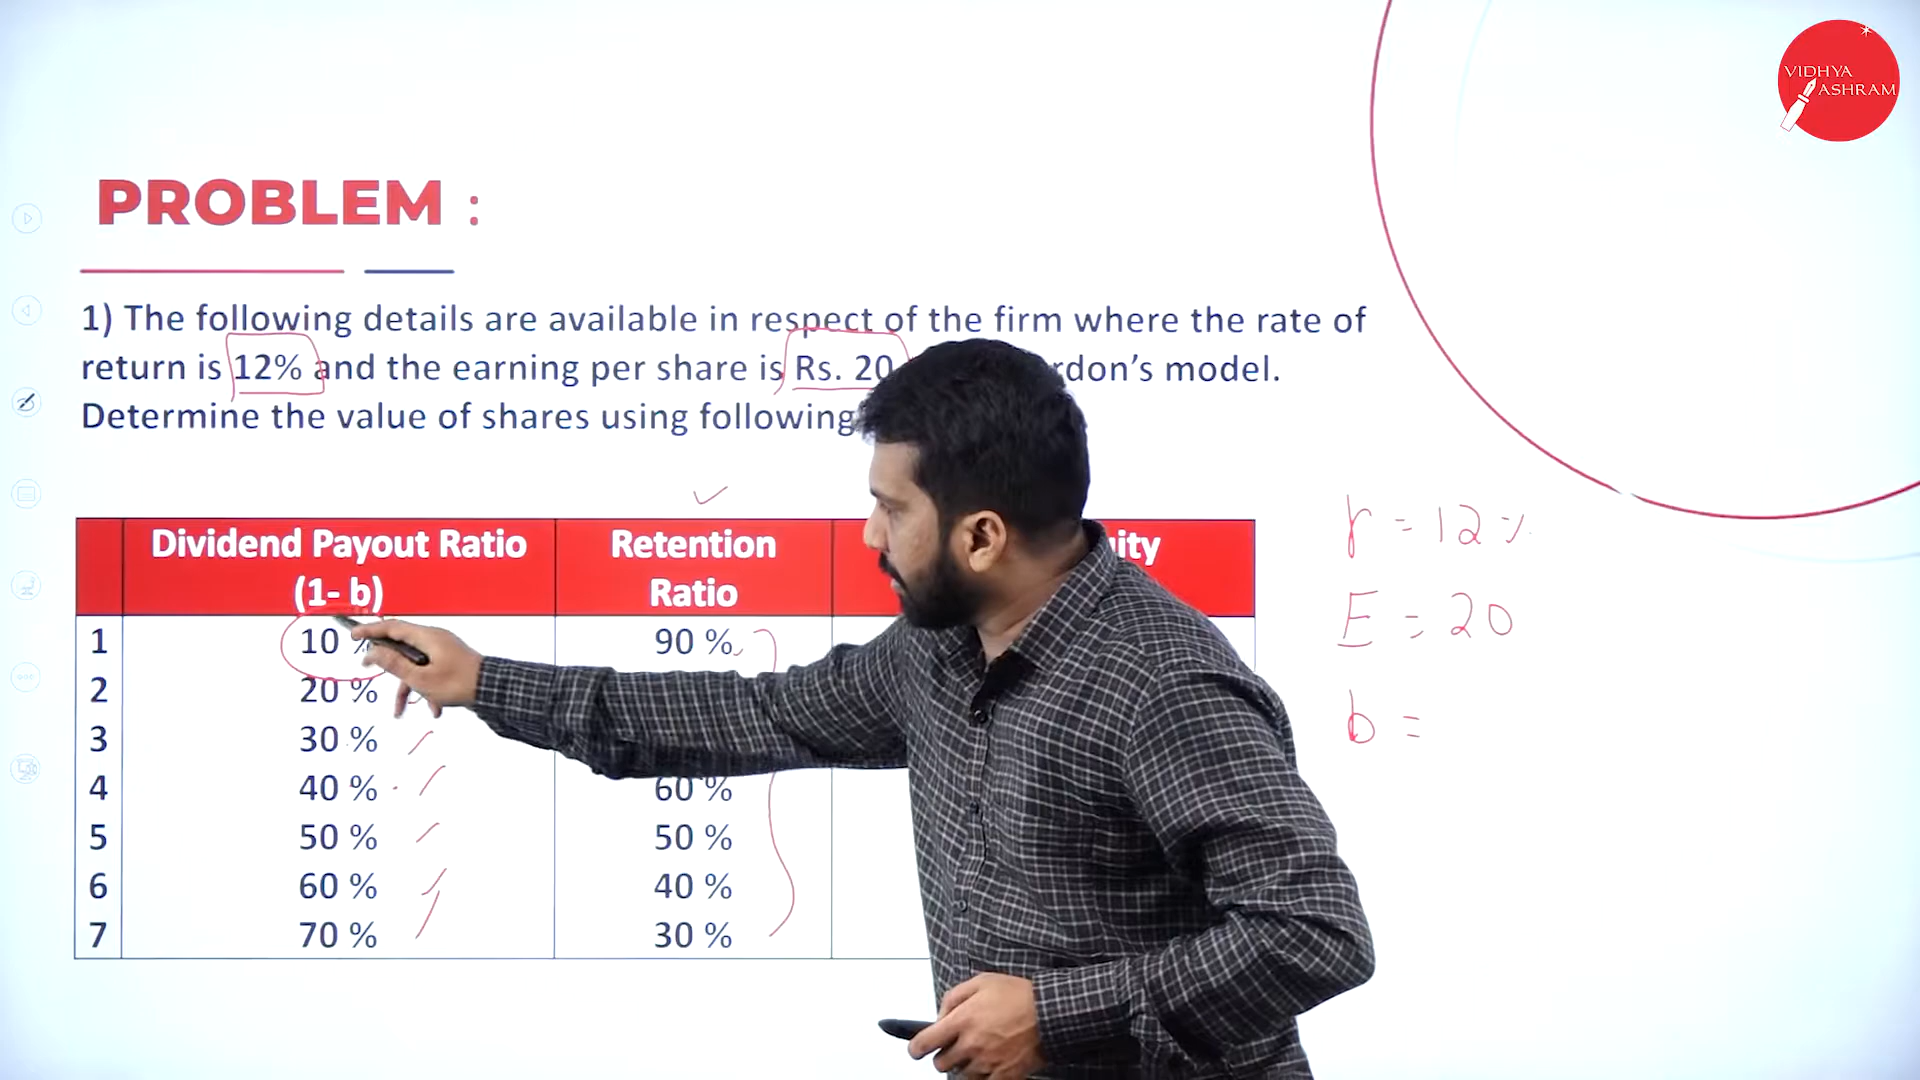 VIDHYA
ASHRAM
PROBLEM :
1) The following details are available in respect of the firm where the rate of
return is 12% and the earning per share is Rs. 20 rdon's model.
Determine the value of shares using following
Dividend Payout Ratio
(1- b)
Retention
Ratio
ity
r = 12%
E = 20
b =
1 10 % 90 %
2 20 %
3 30 %
4 40 % 60 %
5 50 % 50 %
6 60 % 40 %
7 70 % 30 %